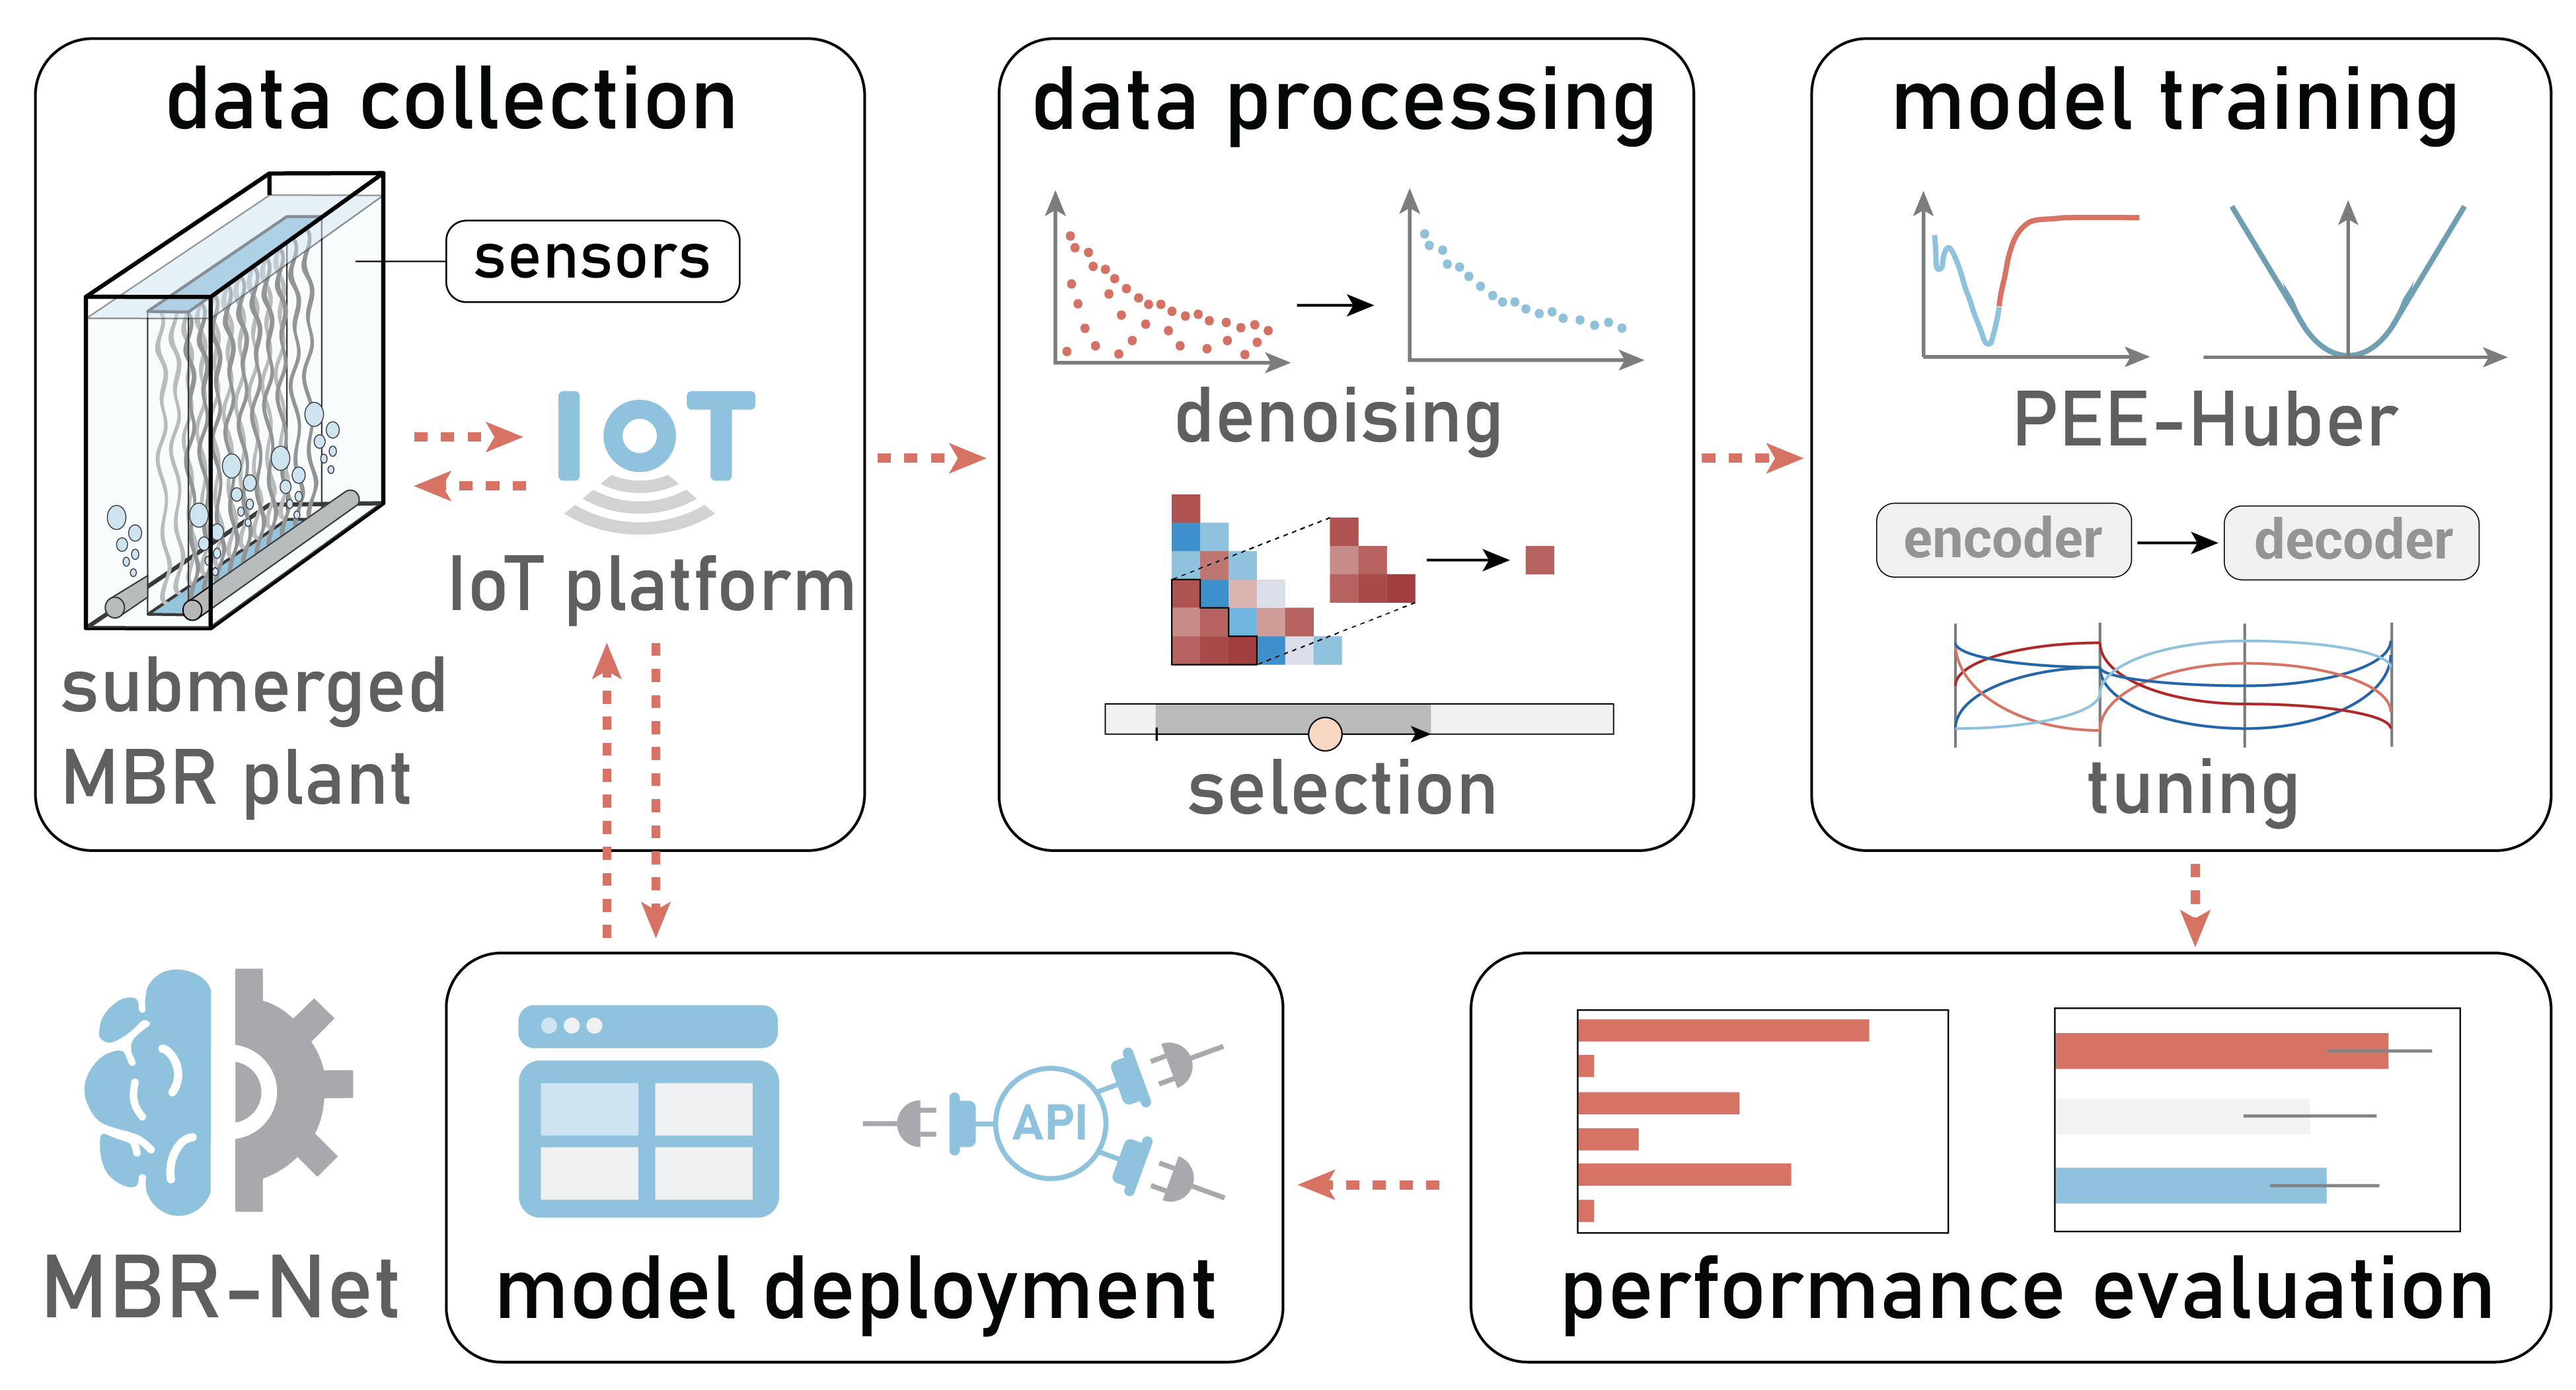 data collection
sensors
IoT
IoT platform
submerged
MBR plant
data processing
denoising
selection
model training
PEE-Huber
encoder
decoder
tuning
MBR-Net
API
model deployment
performance evaluation